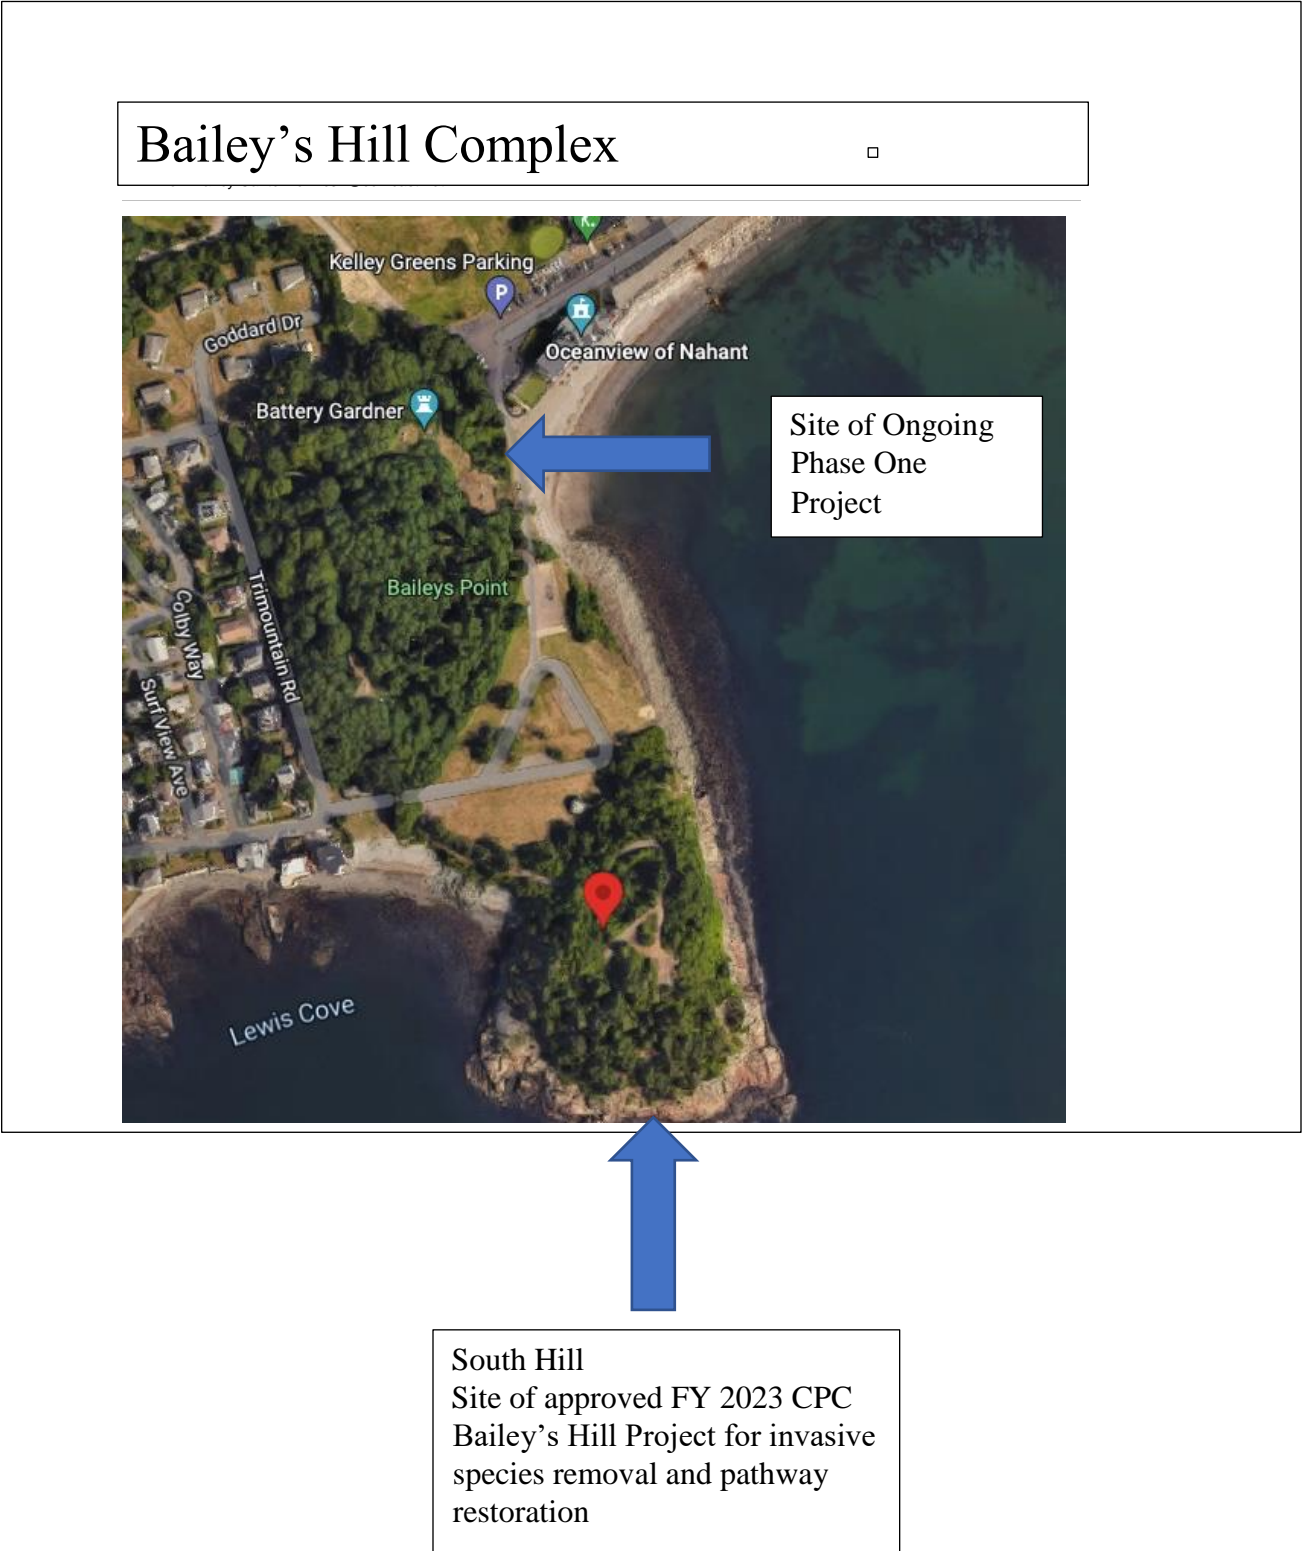 Bailey’s Hill Complex
Kelley Greens Parking
P
Goddard Dr
Oceanview of Nahant
Battery Gardner
Site of Ongoing
Phase One
Project
Baileys Point
Trimountain Rd
Colby Way
Surf View Ave
Lewis Cove
South Hill
Site of approved FY 2023 CPC
Bailey’s Hill Project for invasive
species removal and pathway
restoration